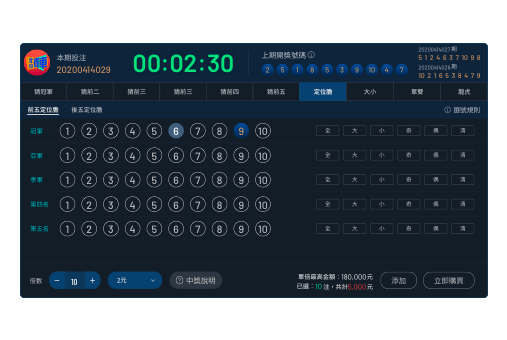 本期投注
20200414029
00:02:30
上期開獎號碼
2 5 1 8 5 3 9 10 4 7
20200414027期
5 1 2 4 6 3 7 10 9 8
20200414028期
10 2 1 6 5 3 8 4 7 9
猜冠軍 猜前二 猜前三 猜前三 猜前四 猜前五 定位膽 大小 單雙 龍虎
前五定位膽 後五定位膽 選號規則
冠軍 1 2 3 4 5 6 7 8 9 10 全 大 小 奇 偶 清
亞軍 1 2 3 4 5 6 7 8 9 10 全 大 小 奇 偶 清
季軍 1 2 3 4 5 6 7 8 9 10 全 大 小 奇 偶 清
第四名 1 2 3 4 5 6 7 8 9 10 全 大 小 奇 偶 清
第五名 1 2 3 4 5 6 7 8 9 10 全 大 小 奇 偶 清
倍數 − 10 + 2元 中獎說明
單倍最高金額：180,000元
已選：10 注，共計5,000元
添加 立即購買